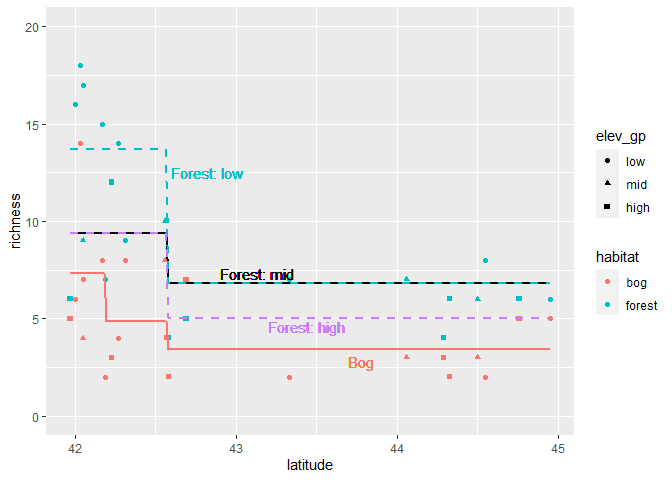 20
15
10
5
0
richness
Forest: low
Forest: mid
Forest: high
Bog
42
43
44
45
latitude
elev_gp
low
mid
high
habitat
bog
forest